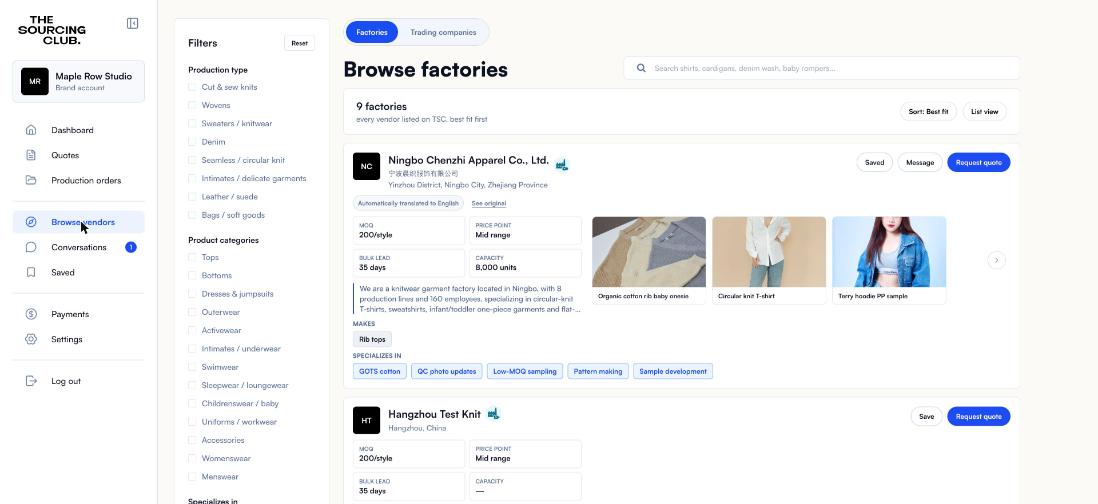 THE
SOURCING
CLUB.
MR
Maple Row Studio
Brand account
Dashboard
Quotes
Production orders
Browse vendors
Conversations
1
Saved
Payments
Settings
Log out
Filters
Reset
Production type
Cut & sew knits
Wovens
Sweaters / knitwear
Denim
Seamless / circular knit
Intimates / delicate garments
Leather / suede
Bags / soft goods
Product categories
Tops
Bottoms
Dresses & jumpsuits
Outerwear
Activewear
Intimates / underwear
Swimwear
Sleepwear / loungewear
Childrenswear / baby
Uniforms / workwear
Accessories
Womenswear
Menswear
Specializes in
Factories
Trading companies
Browse factories
Search shirts, cardigans, denim wash, baby rompers...
9 factories
every vendor listed on TSC, best fit first
Sort: Best fit
List view
NC
Ningbo Chenzhi Apparel Co., Ltd.
宁波晨织服饰有限公司
Yinzhou District, Ningbo City, Zhejiang Province
Saved
Message
Request quote
Automatically translated to English
See original
MOQ
200/style
PRICE POINT
Mid range
BULK LEAD
35 days
CAPACITY
8,000 units
We are a knitwear garment factory located in Ningbo, with 8
production lines and 160 employees, specializing in circular-knit
T-shirts, sweatshirts, infant/toddler one-piece garments and flat-...
Organic cotton rib baby onesie
Circular knit T-shirt
Terry hoodie PP sample
MAKES
Rib tops
SPECIALIZES IN
GOTS cotton
QC photo updates
Low-MOQ sampling
Pattern making
Sample development
HT
Hangzhou Test Knit
Hangzhou, China
Save
Request quote
MOQ
200/style
PRICE POINT
Mid range
BULK LEAD
35 days
CAPACITY
—